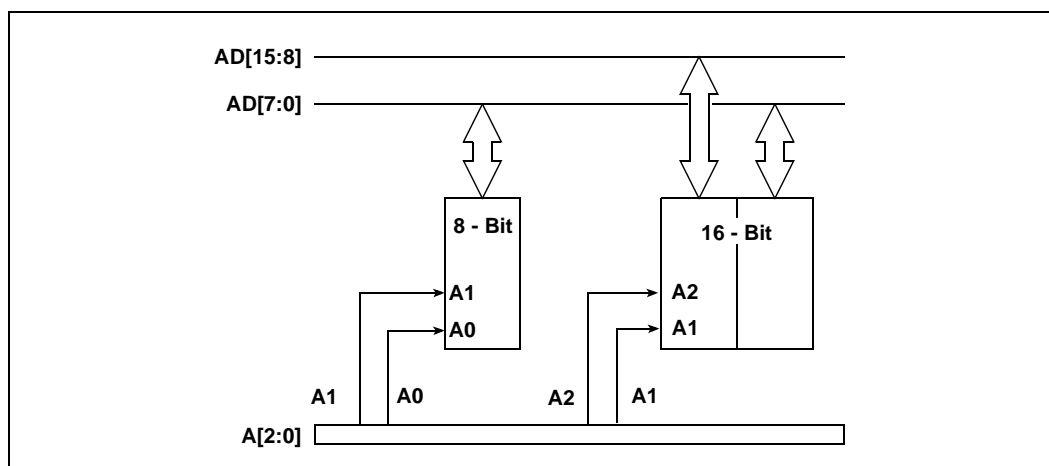 AD[15:8]
AD[7:0]
8 - Bit
16 - Bit
A1
A0
A2
A1
A1
A0
A2
A1
A[2:0]